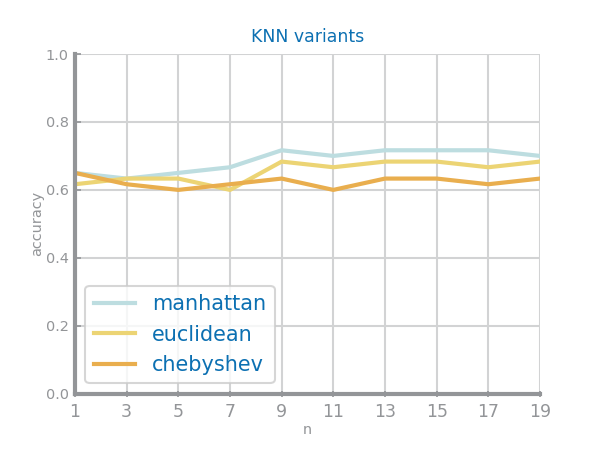 KNN variants
1.0
0.8
0.6
0.4
0.2
0.0
accuracy
manhattan
euclidean
chebyshev
1 3 5 7 9 11 13 15 17 19
n